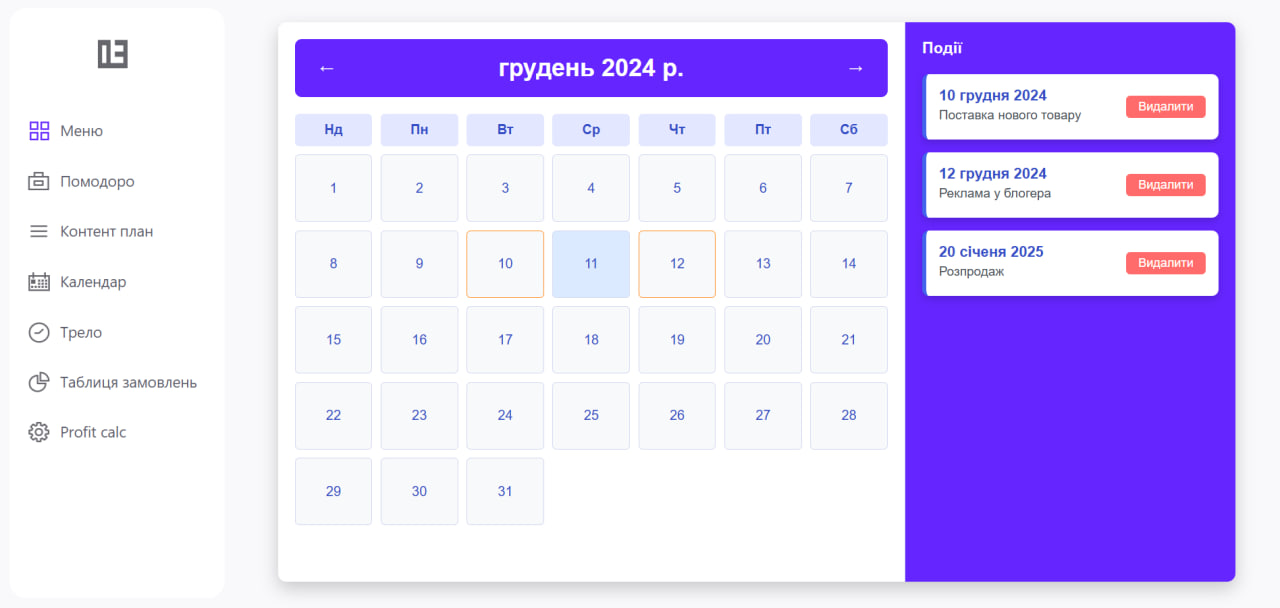 Меню
Помодоро
Контент план
Календар
Трело
Таблиця замовлень
Profit calc
← грудень 2024 р. →
Нд Пн Вт Ср Чт Пт Сб
1 2 3 4 5 6 7
8 9 10 11 12 13 14
15 16 17 18 19 20 21
22 23 24 25 26 27 28
29 30 31
Події
10 грудня 2024
Поставка нового товару
Видалити
12 грудня 2024
Реклама у блогера
Видалити
20 січеня 2025
Розпродаж
Видалити